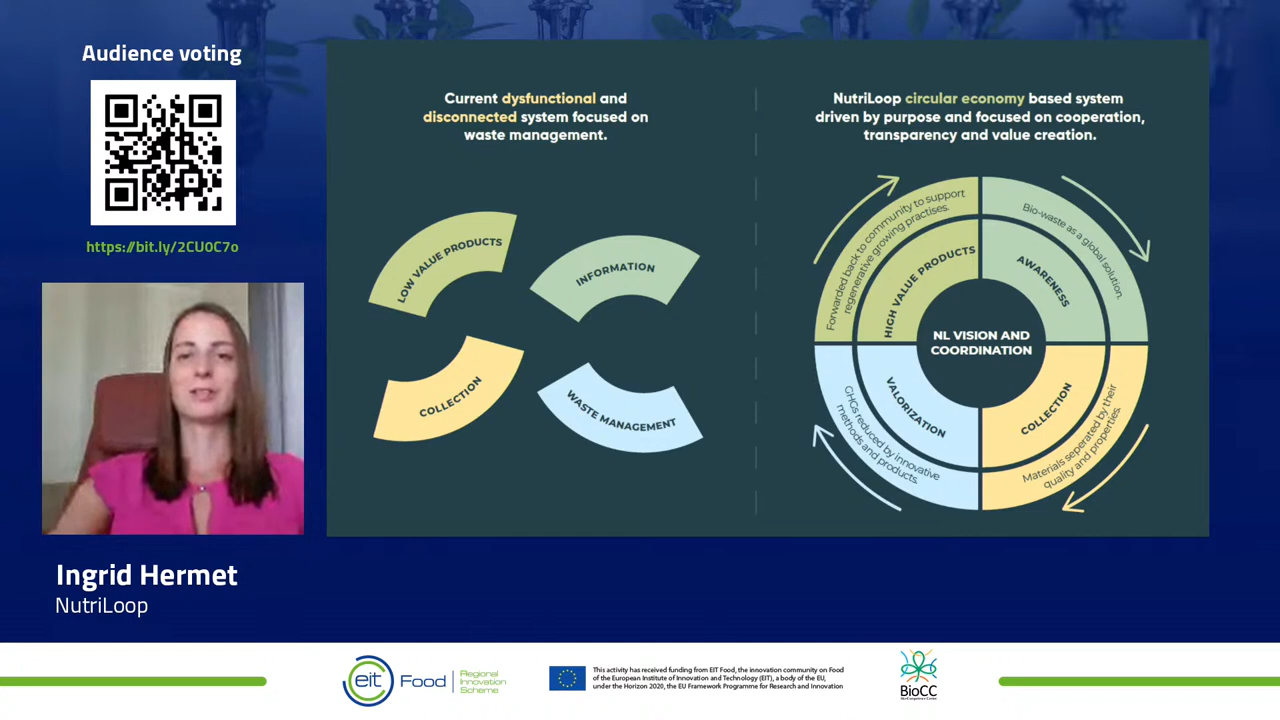 Audience voting
https://bit.ly/2CU0C7o
Ingrid Hermet
NutriLoop
Current dysfunctional and
disconnected system focused on
waste management.
LOW VALUE PRODUCTS
INFORMATION
COLLECTION
WASTE MANAGEMENT
NutriLoop circular economy based system
driven by purpose and focused on cooperation,
transparency and value creation.
Forwarded back to community to support
regenerative growing practises.
HIGH VALUE PRODUCTS
Bio-waste as a global solution.
AWARENESS
NL VISION AND
COORDINATION
VALORIZATION
GHGs reduced by innovative
methods and products.
COLLECTION
Materials seperated by their
quality and properties.
eit Food
Regional
Innovation
Scheme
This activity has received funding from EIT Food, the innovation community on Food
of the European Institute of Innovation and Technology (EIT), a body of the EU,
under the Horizon 2020, the EU Framework Programme for Research and Innovation
BioCC